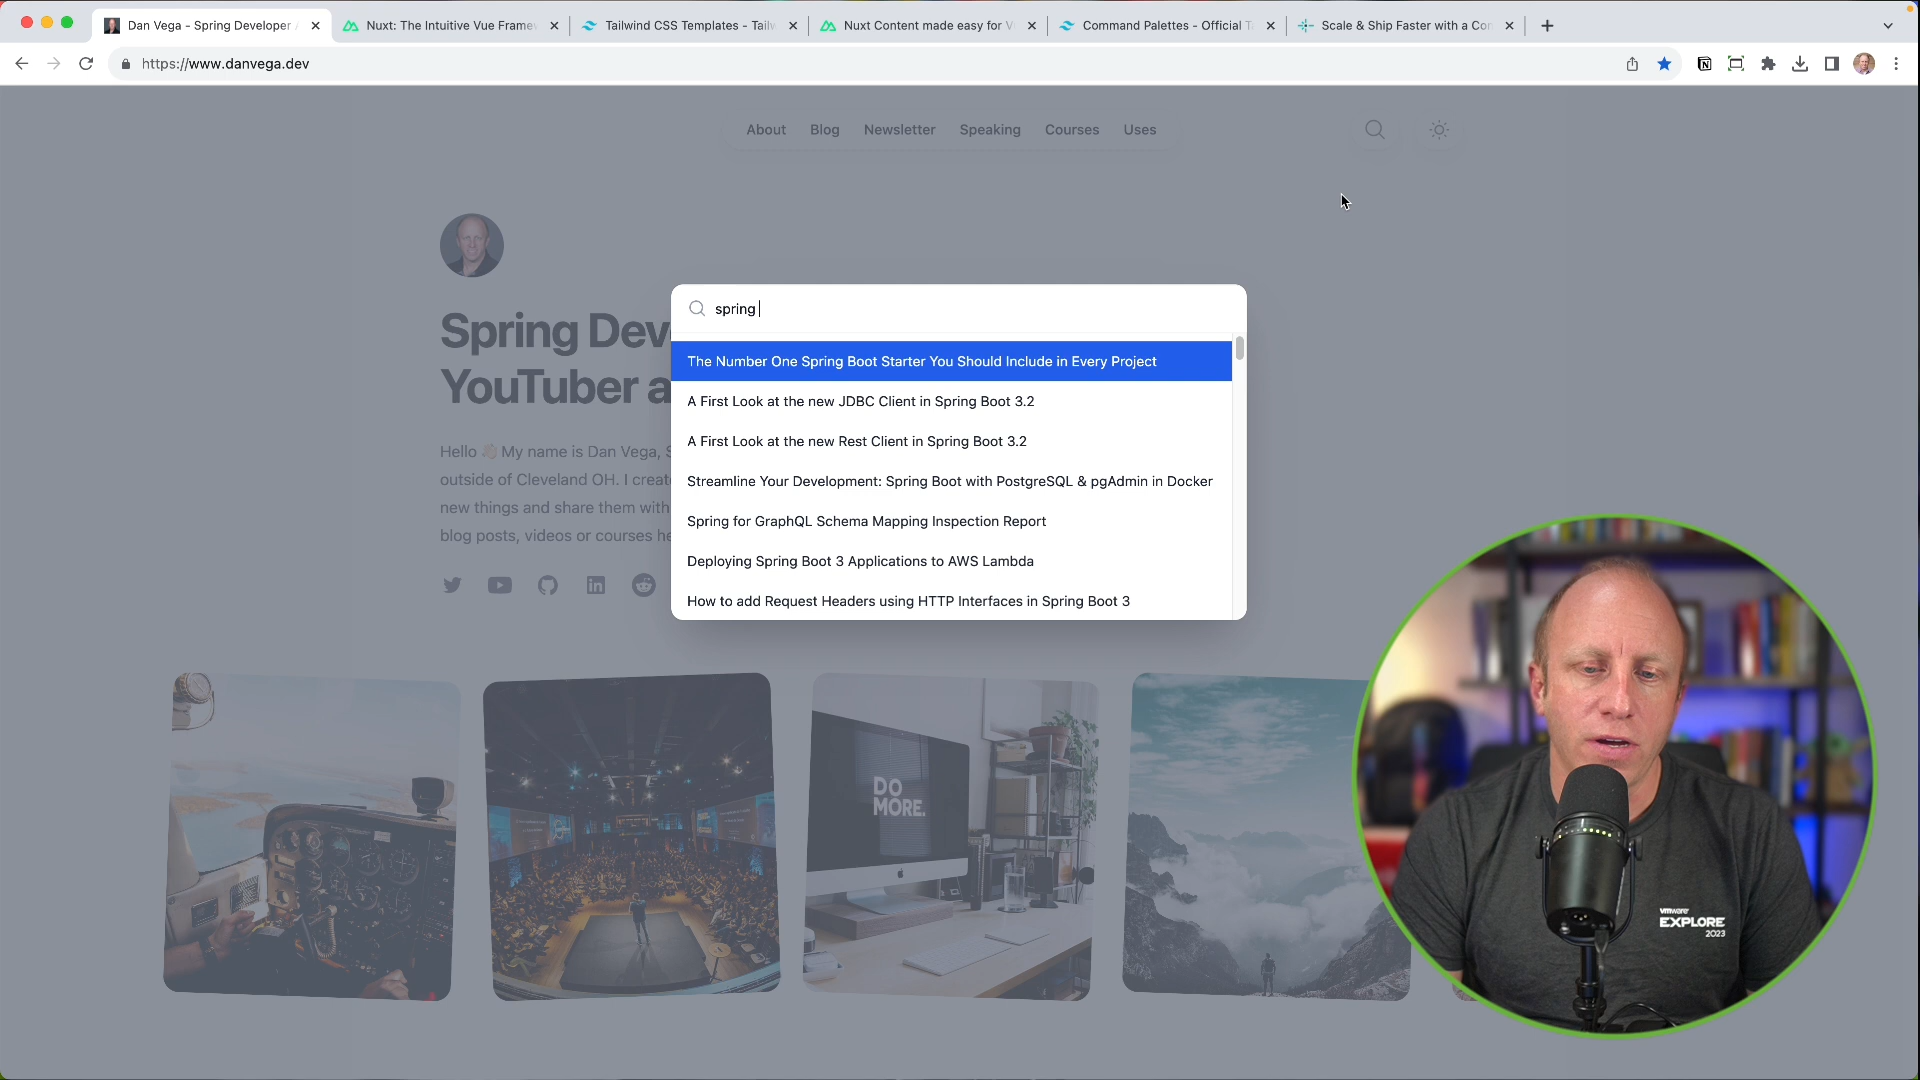 Dan Vega - Spring Developer
Nuxt: The Intuitive Vue Frame
Tailwind CSS Templates - Tail
Nuxt Content made easy for V
Command Palettes - Official T
Scale & Ship Faster with a Co
https://www.danvega.dev
About Blog Newsletter Speaking Courses Uses
spring
Spring Dev
YouTuber a
Hello 👋🏻 My name is Dan Vega, S
outside of Cleveland OH. I creat
new things and share them with
blog posts, videos or courses he
The Number One Spring Boot Starter You Should Include in Every Project
A First Look at the new JDBC Client in Spring Boot 3.2
A First Look at the new Rest Client in Spring Boot 3.2
Streamline Your Development: Spring Boot with PostgreSQL & pgAdmin in Docker
Spring for GraphQL Schema Mapping Inspection Report
Deploying Spring Boot 3 Applications to AWS Lambda
How to add Request Headers using HTTP Interfaces in Spring Boot 3
DO
MORE.
vmware
EXPLORE
2023